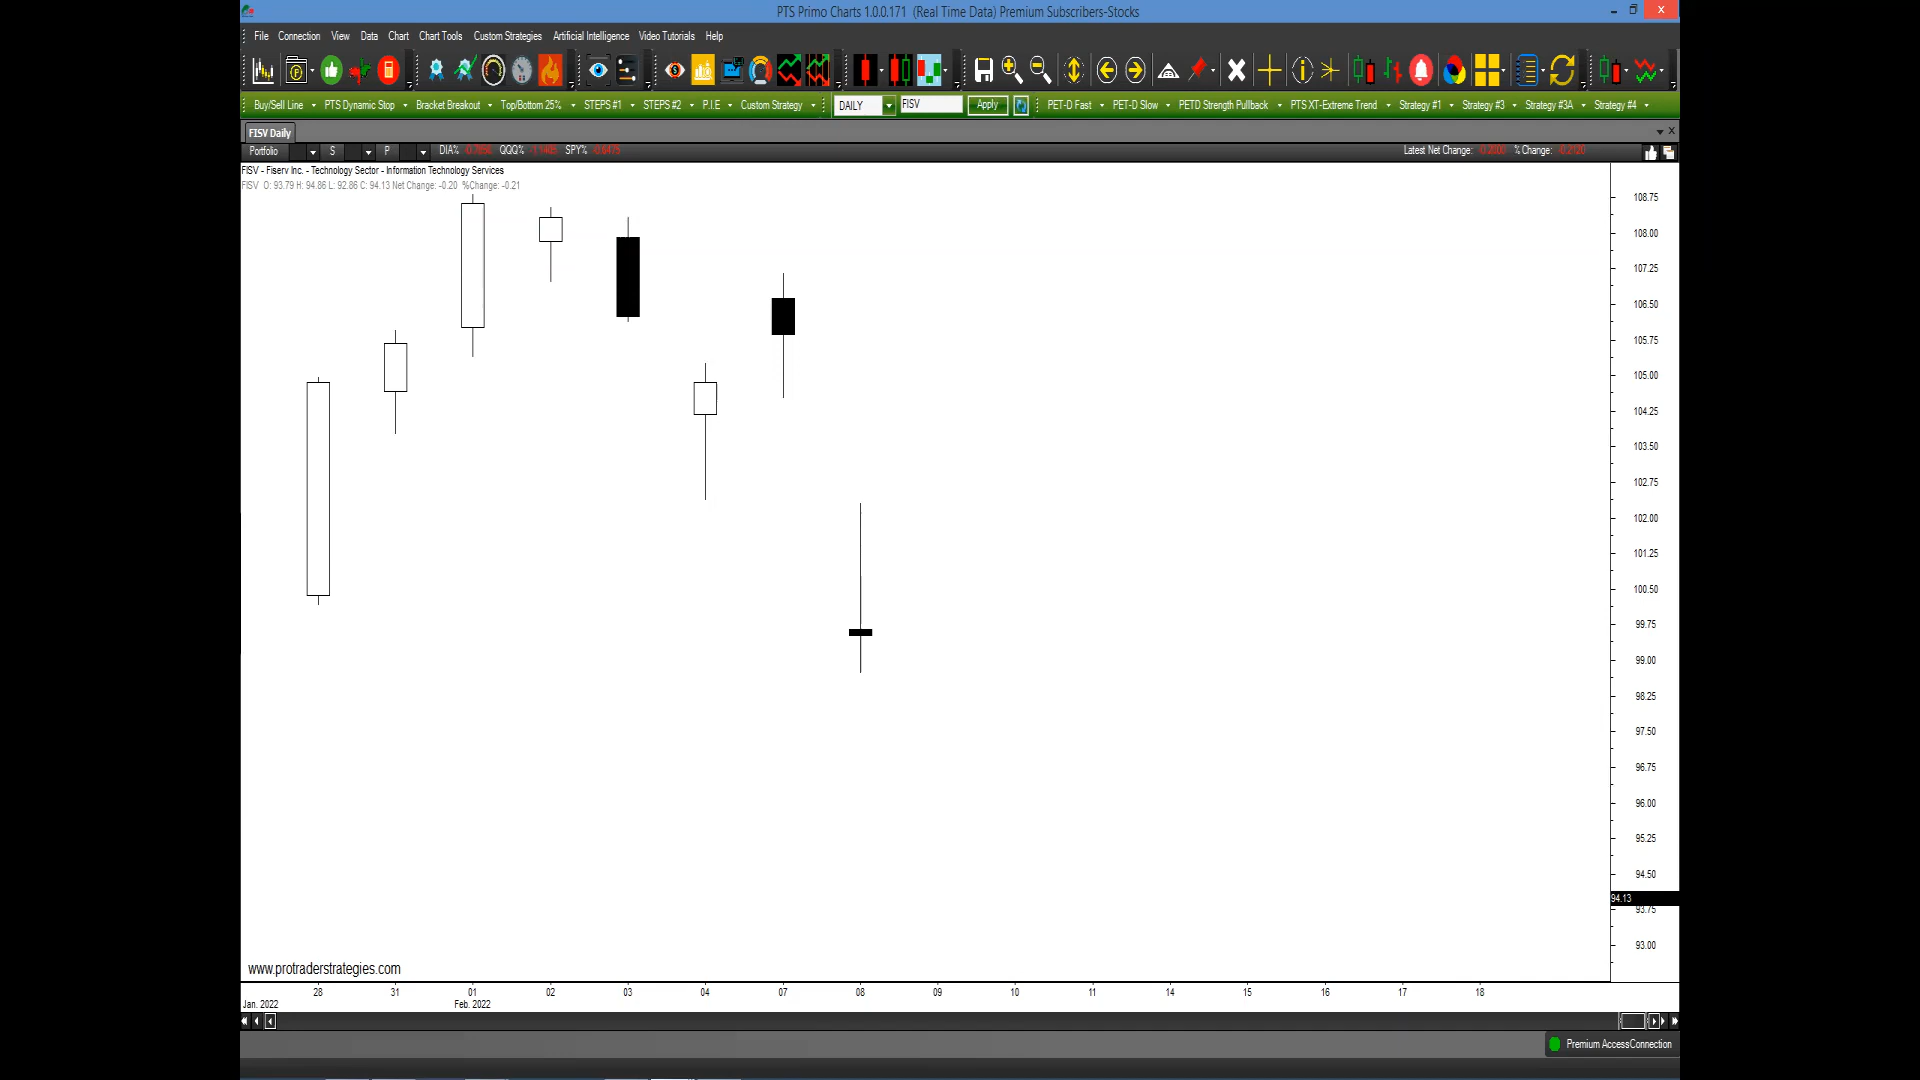 PTS Primo Charts 1.0.0.171 (Real Time Data) Premium Subscribers-Stocks
File Connection View Data Chart Chart Tools Custom Strategies Artificial Intelligence Video Tutorials Help
Buy/Sell Line PTS Dynamic Stop Bracket Breakout Top/Bottom 25% STEPS #1 STEPS #2 P.I.E Custom Strategy DAILY FISV Apply PET-D Fast PET-D Slow PETD Strength Pullback PTS XT-Extreme Trend Strategy #1 Strategy #3 Strategy #3A Strategy #4
FISV Daily
Portfolio S P DIA% QQQ% SPY% Latest Net Change: % Change:
FISV - Fiserv Inc. - Technology Sector - Information Technology Services
FISV O: 93.79 H: 94.86 L: 92.86 C: 94.13 Net Change: -0.20 %Change: -0.21
108.75
108.00
107.25
106.50
105.75
105.00
104.25
103.50
102.75
102.00
101.25
100.50
99.75
99.00
98.25
97.50
96.75
96.00
95.25
94.50
94.13
93.75
93.00
www.protraderstrategies.com
28 31 01 02 03 04 07 08 09 10 11 14 15 16 17 18
Jan. 2022 Feb. 2022
Premium AccessConnection